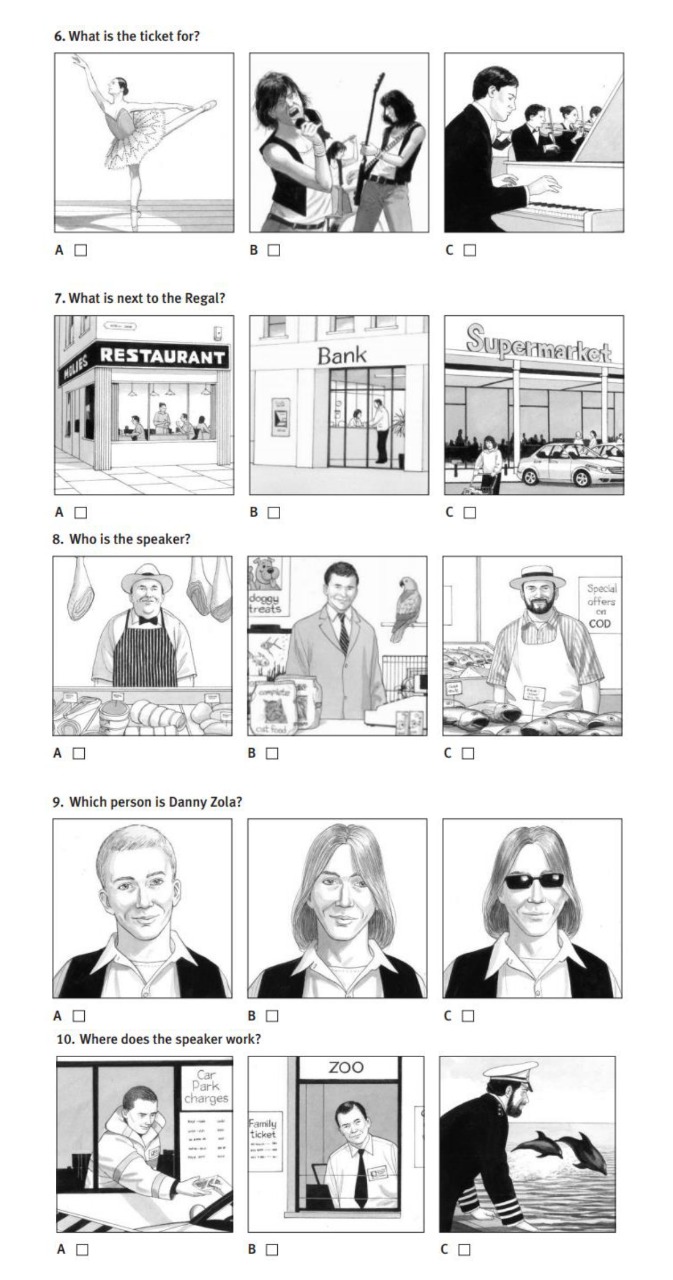 6. What is the ticket for?
A
B
C
7. What is next to the Regal?
MOLIES RESTAURANT
Bank
Supermarket
A
B
C
8. Who is the speaker?
doggy
treats
complete
cat food
Special
offers
on
COD
A
B
C
9. Which person is Danny Zola?
A
B
C
10. Where does the speaker work?
Car
Park
charges
ZOO
Family
ticket
A
B
C